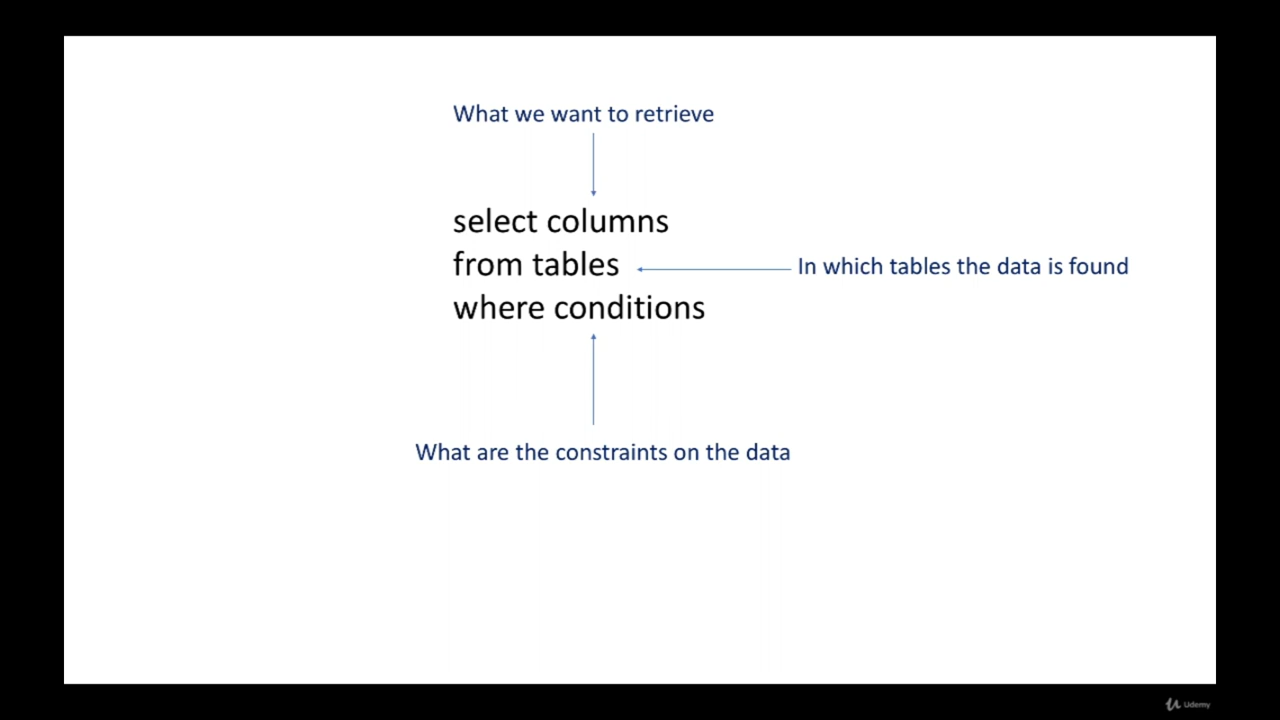 What we want to retrieve
select columns
from tables
In which tables the data is found
where conditions
What are the constraints on the data
Udemy